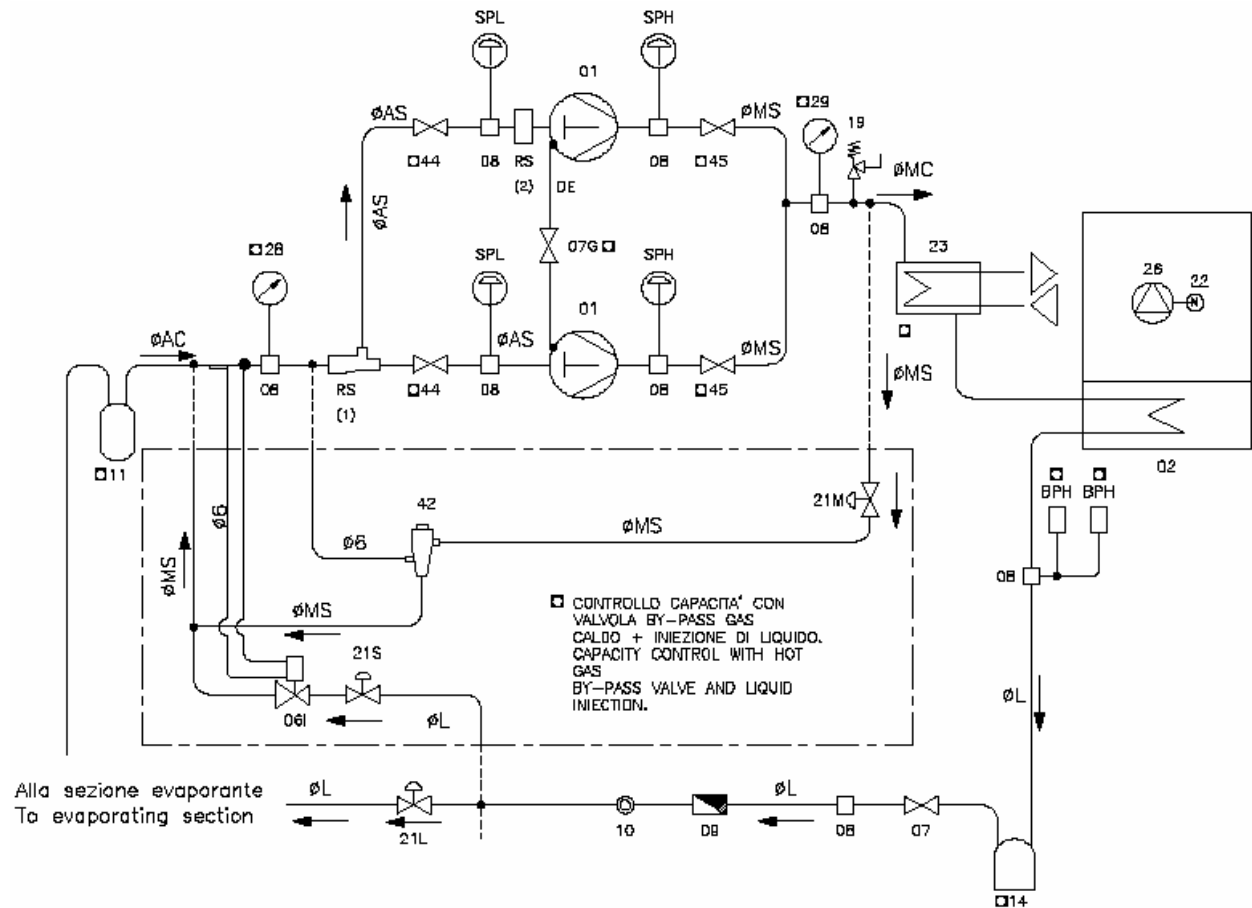 SPL
SPH
01
◘29
19
ØAS
ØMS
ØMC
◘44
08
RS
(2)
DE
08
◘45
08
23
26
22
◘28
SPL
07G ◘
SPH
01
ØAS
ØAC
ØAS
ØMS
◘
ØMS
08
RS
(1)
◘44
08
08
◘45
02
◘11
◘
BPH
◘
BPH
Ø6
42
21M
ØMS
Ø6
ØMS
08
ØMS
◘ CONTROLLO CAPACITA' CON
VALVOLA BY-PASS GAS
CALDO + INIEZIONE DI LIQUIDO.
CAPACITY CONTROL WITH HOT
GAS
BY-PASS VALVE AND LIQUID
INJECTION.
21S
06I
ØL
ØL
Alla sezione evaporante
To evaporating section
ØL
21L
10
09
ØL
08
07
◘14